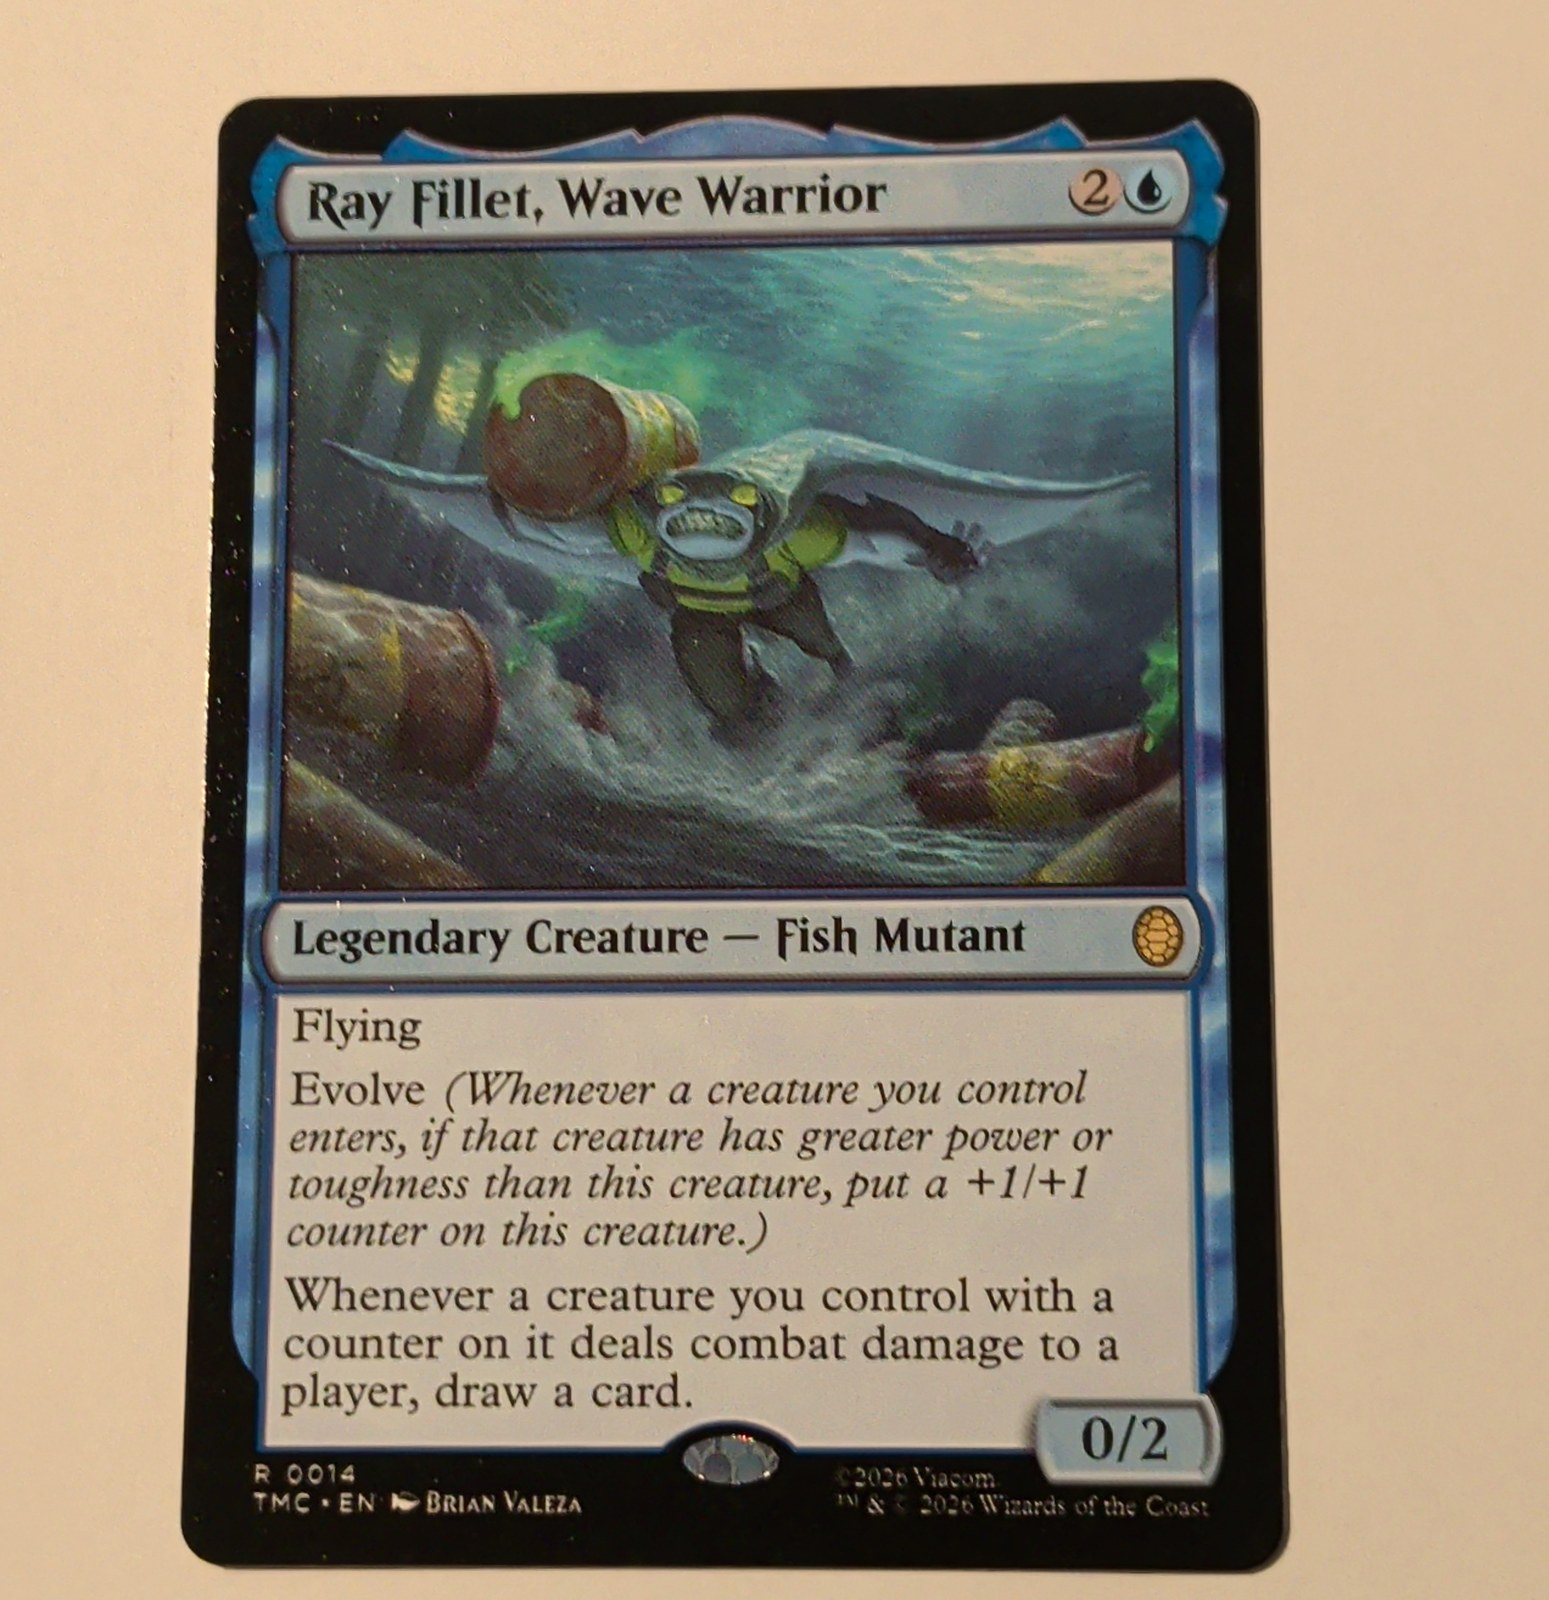 Ray Fillet, Wave Warrior 2
Legendary Creature — Fish Mutant
Flying
Evolve (Whenever a creature you control
enters, if that creature has greater power or
toughness than this creature, put a +1/+1
counter on this creature.)
Whenever a creature you control with a
counter on it deals combat damage to a
player, draw a card.
0/2
R 0014
TMC • EN BRIAN VALEZA
©2026 Viacom
™ & © 2026 Wizards of the Coast